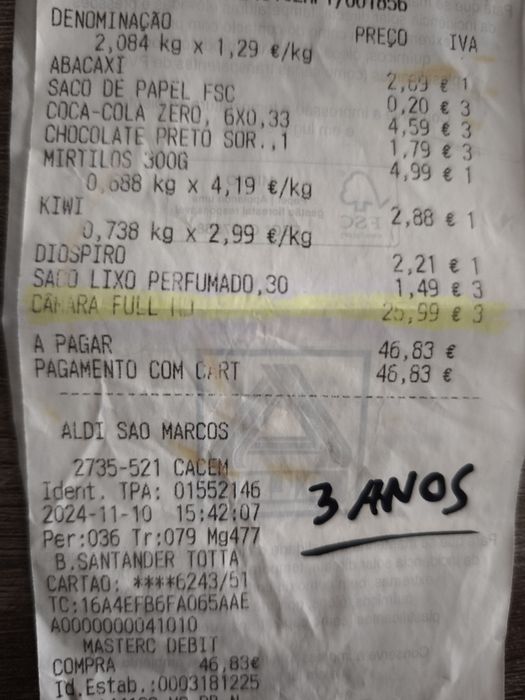 /001856
DENOMINAÇÃO PREÇO IVA
2,084 kg x 1,29 €/kg
ABACAXI 2,69 € 1
SACO DE PAPEL FSC 0,20 € 3
COCA-COLA ZERO, 6X0,33 4,59 € 3
CHOCOLATE PRETO SOR.,1 1,79 € 3
MIRTILOS 300G 4,99 € 1
0,688 kg x 4,19 €/kg
KIWI 2,88 € 1
0,738 kg x 2,99 €/kg
DIOSPIRO 2,21 € 1
SACO LIXO PERFUMADO,30 1,49 € 3
CÂMARA FULL HD 25,99 € 3
A PAGAR 46,83 €
PAGAMENTO COM CART 46,83 €
ALDI SAO MARCOS
2735-521 CACEM
Ident. TPA: 01552146
2024-11-10 15:42:07
3 ANOS
Per:036 Tr:079 Mg477
B.SANTANDER TOTTA
CARTAO: ****6243/51
TC:16A4EFB6FA065AAE
A0000000041010
MASTERC DEBIT
COMPRA 46,83€
Id.Estab.:0003181225